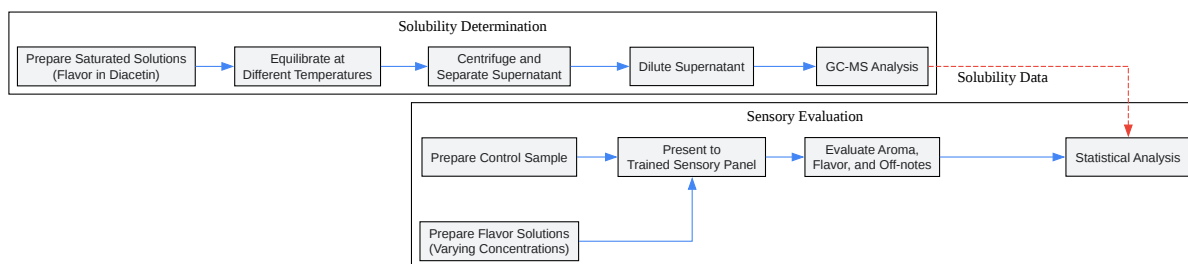 Solubility Determination
Prepare Saturated Solutions
(Flavor in Diacetin)
Equilibrate at
Different Temperatures
Centrifuge and
Separate Supernatant
Dilute Supernatant
GC-MS Analysis
Solubility Data
Sensory Evaluation
Prepare Control Sample
Present to
Trained Sensory Panel
Evaluate Aroma,
Flavor, and Off-notes
Statistical Analysis
Prepare Flavor Solutions
(Varying Concentrations)